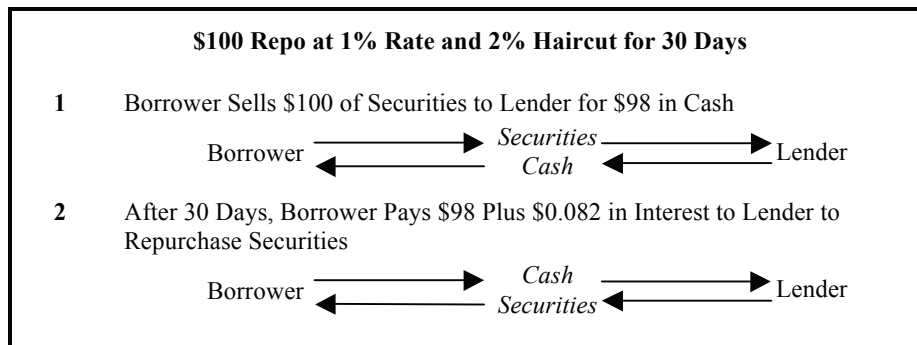 $100 Repo at 1% Rate and 2% Haircut for 30 Days
1 Borrower Sells $100 of Securities to Lender for $98 in Cash
Securities
Borrower Lender
Cash
2 After 30 Days, Borrower Pays $98 Plus $0.082 in Interest to Lender to
Repurchase Securities
Cash
Borrower Lender
Securities